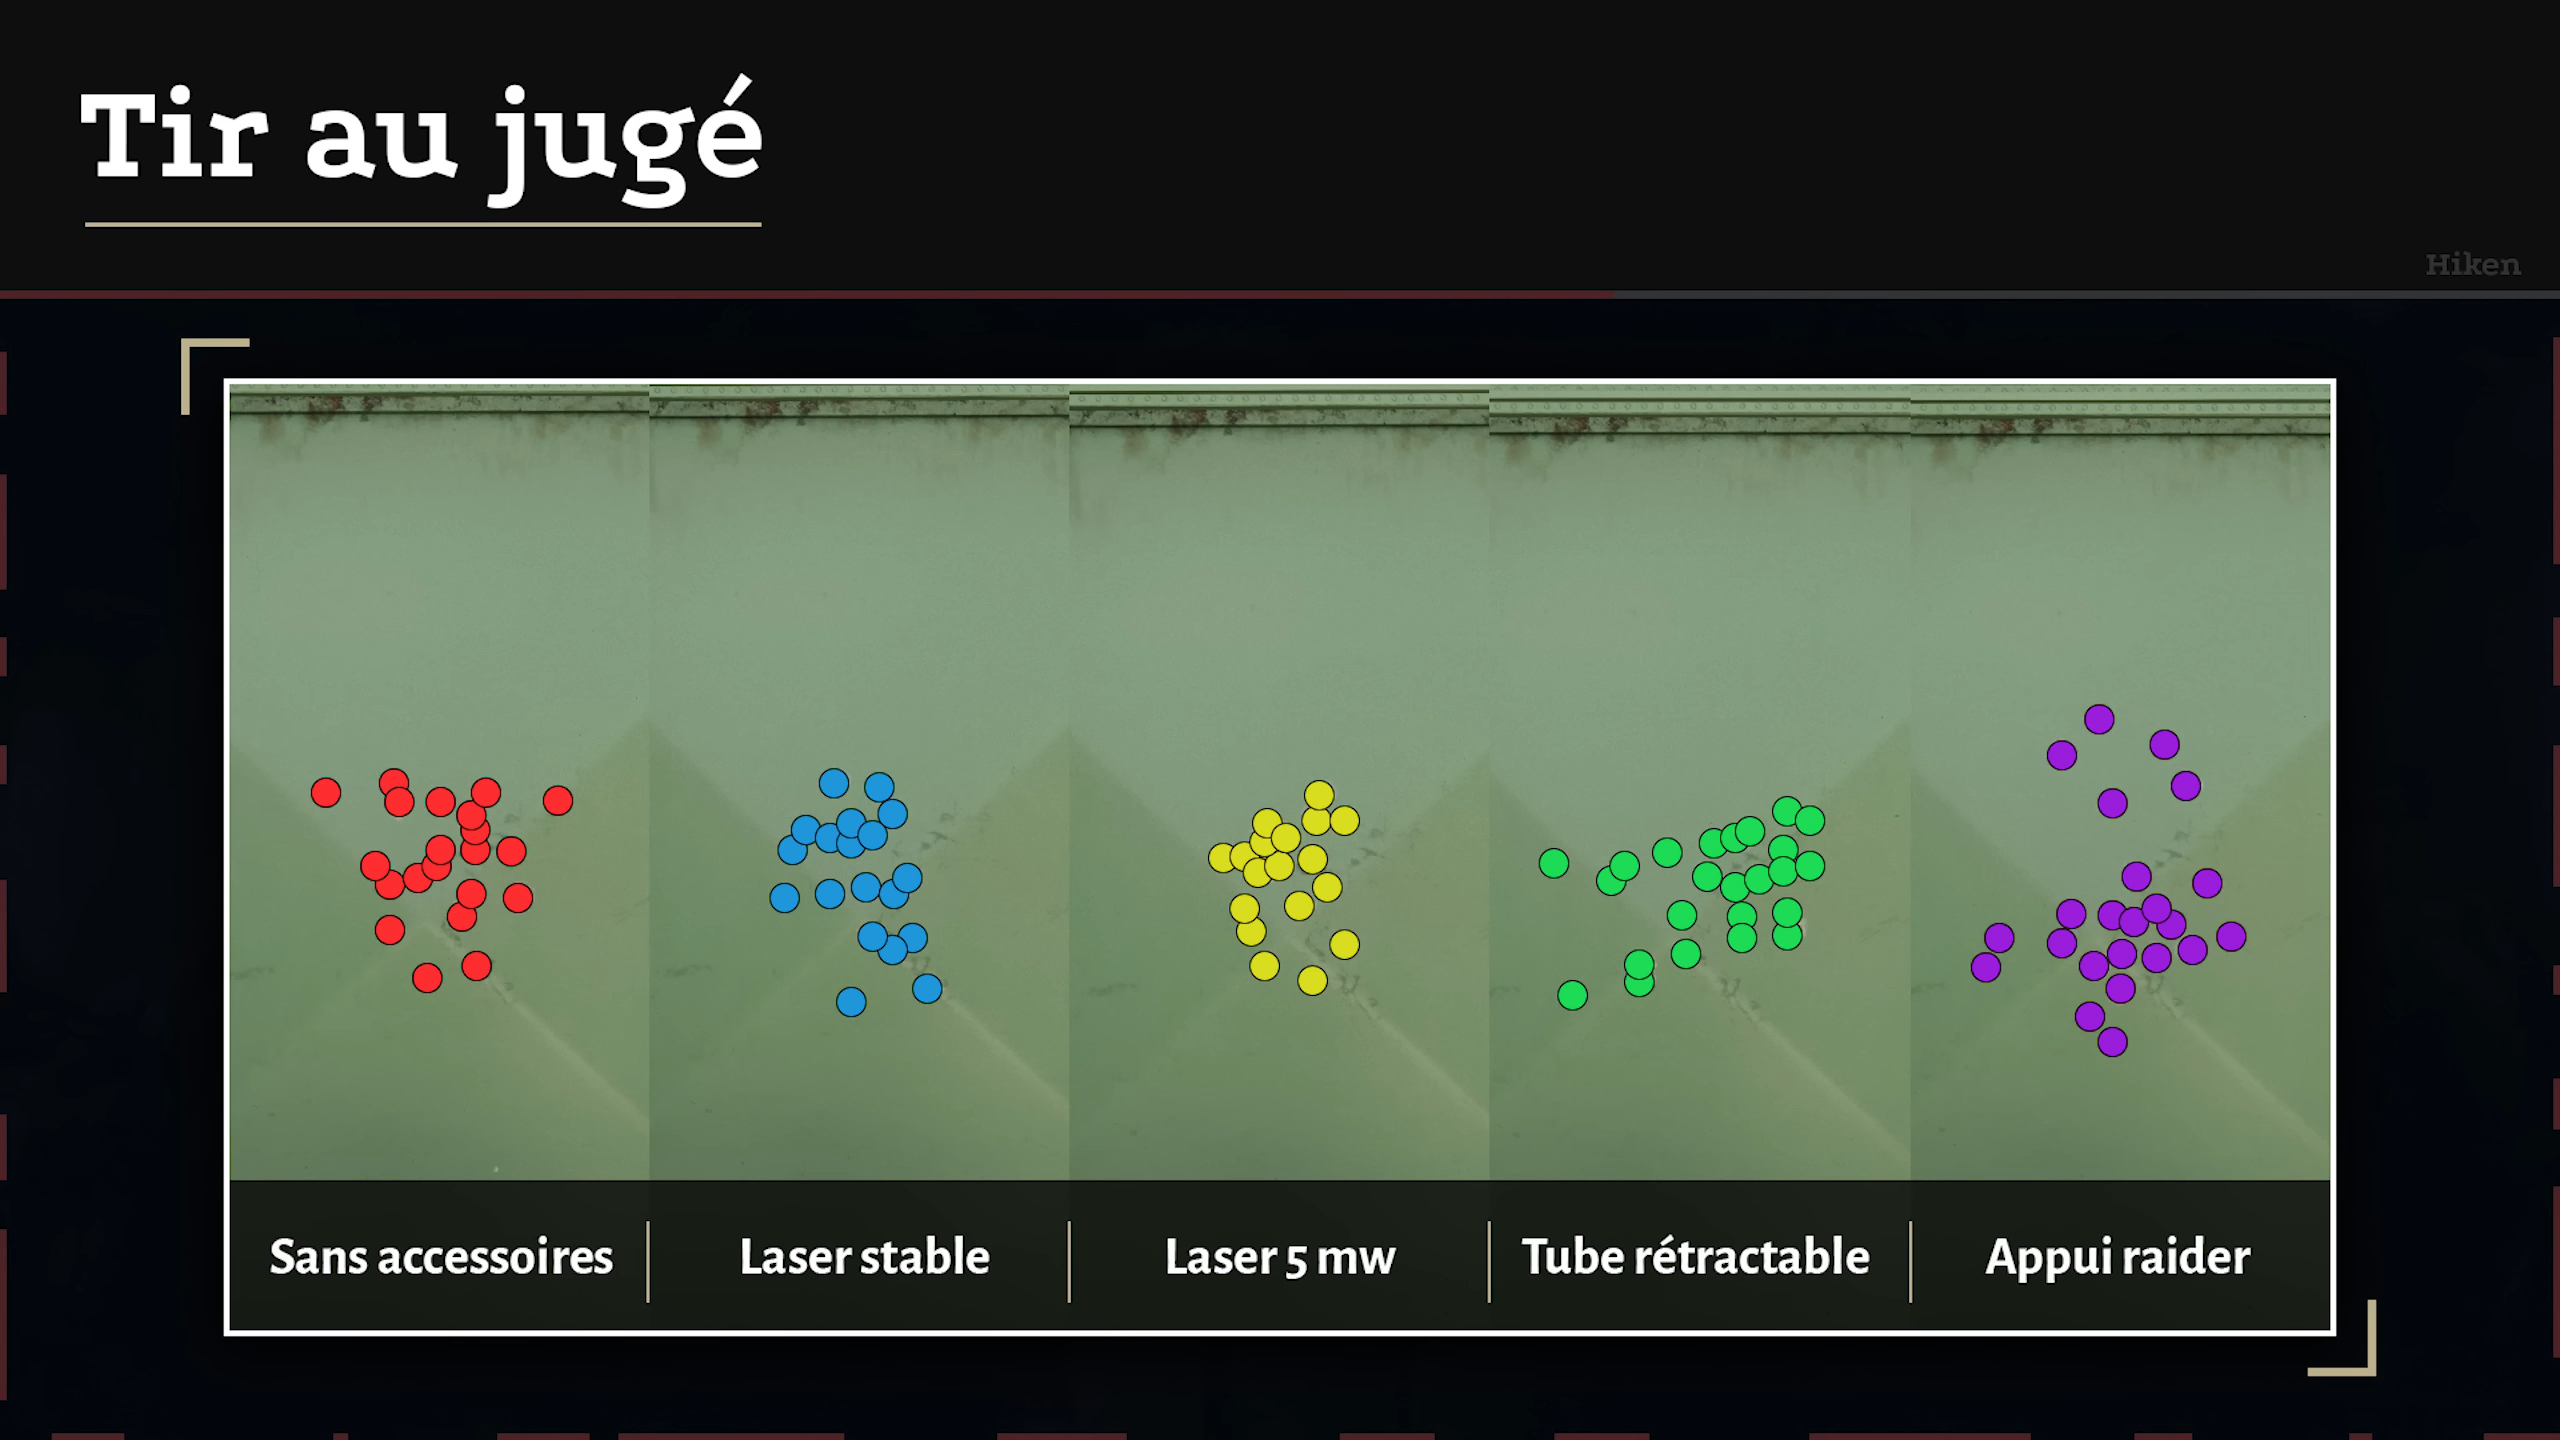 Tir au jugé
Hiken
Sans accessoires
Laser stable
Laser 5 mw
Tube rétractable
Appui raider